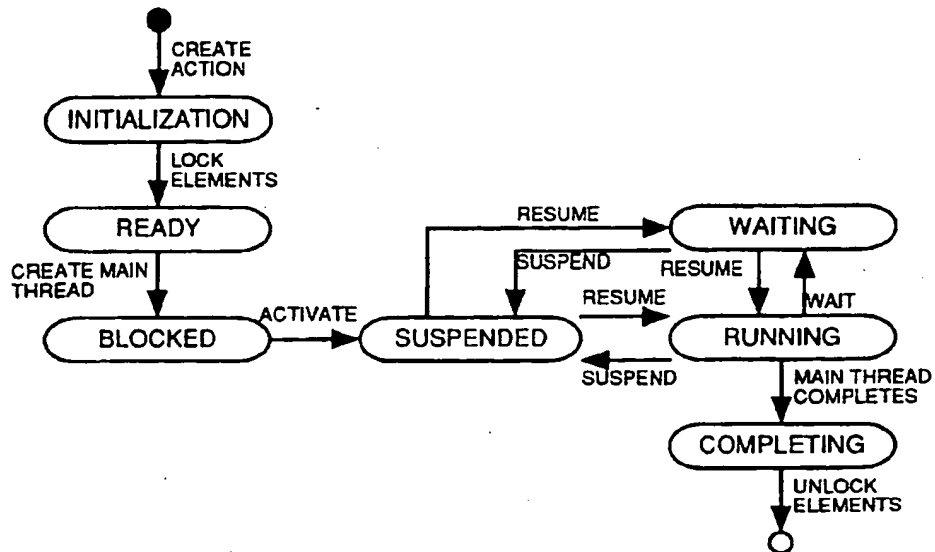 CREATE
ACTION
INITIALIZATION
LOCK
ELEMENTS
READY
CREATE MAIN
THREAD
BLOCKED
ACTIVATE
SUSPENDED
RESUME
WAITING
SUSPEND
RESUME
RESUME
WAIT
RUNNING
SUSPEND
MAIN THREAD
COMPLETES
COMPLETING
UNLOCK
ELEMENTS